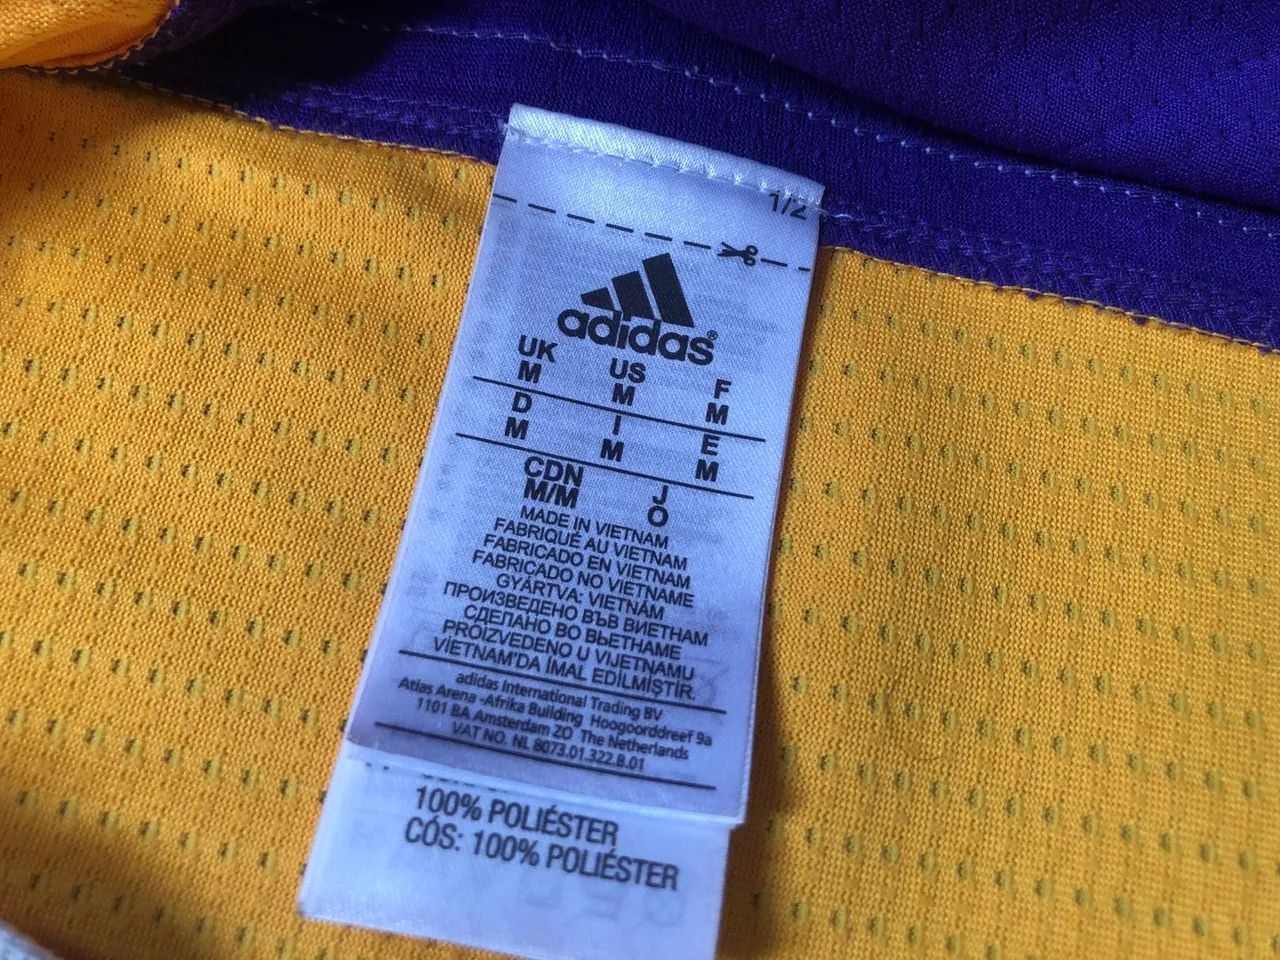 1/2
adidas®
UK US F
M M M
D I E
M M M
CDN J
M/M O
MADE IN VIETNAM
FABRIQUÉ AU VIETNAM
FABRICADO EN VIETNAM
FABRICADO NO VIETNAME
GYÁRTVA: VIETNÁM
ПРОИЗВЕДЕНО ВЪВ ВИЕТНАМ
СДЕЛАНО ВО ВЬЕТНАМЕ
PROIZVEDENO U VIJETNAMU
VİETNAM'DA İMAL EDİLMİŞTİR.
adidas International Trading BV
Atlas Arena -Afrika Building Hoogoorddreef 9a
1101 BA Amsterdam ZO The Netherlands
VAT NO. NL 8073.01.322.B.01
100% POLIÉSTER
CÓS: 100% POLIÉSTER